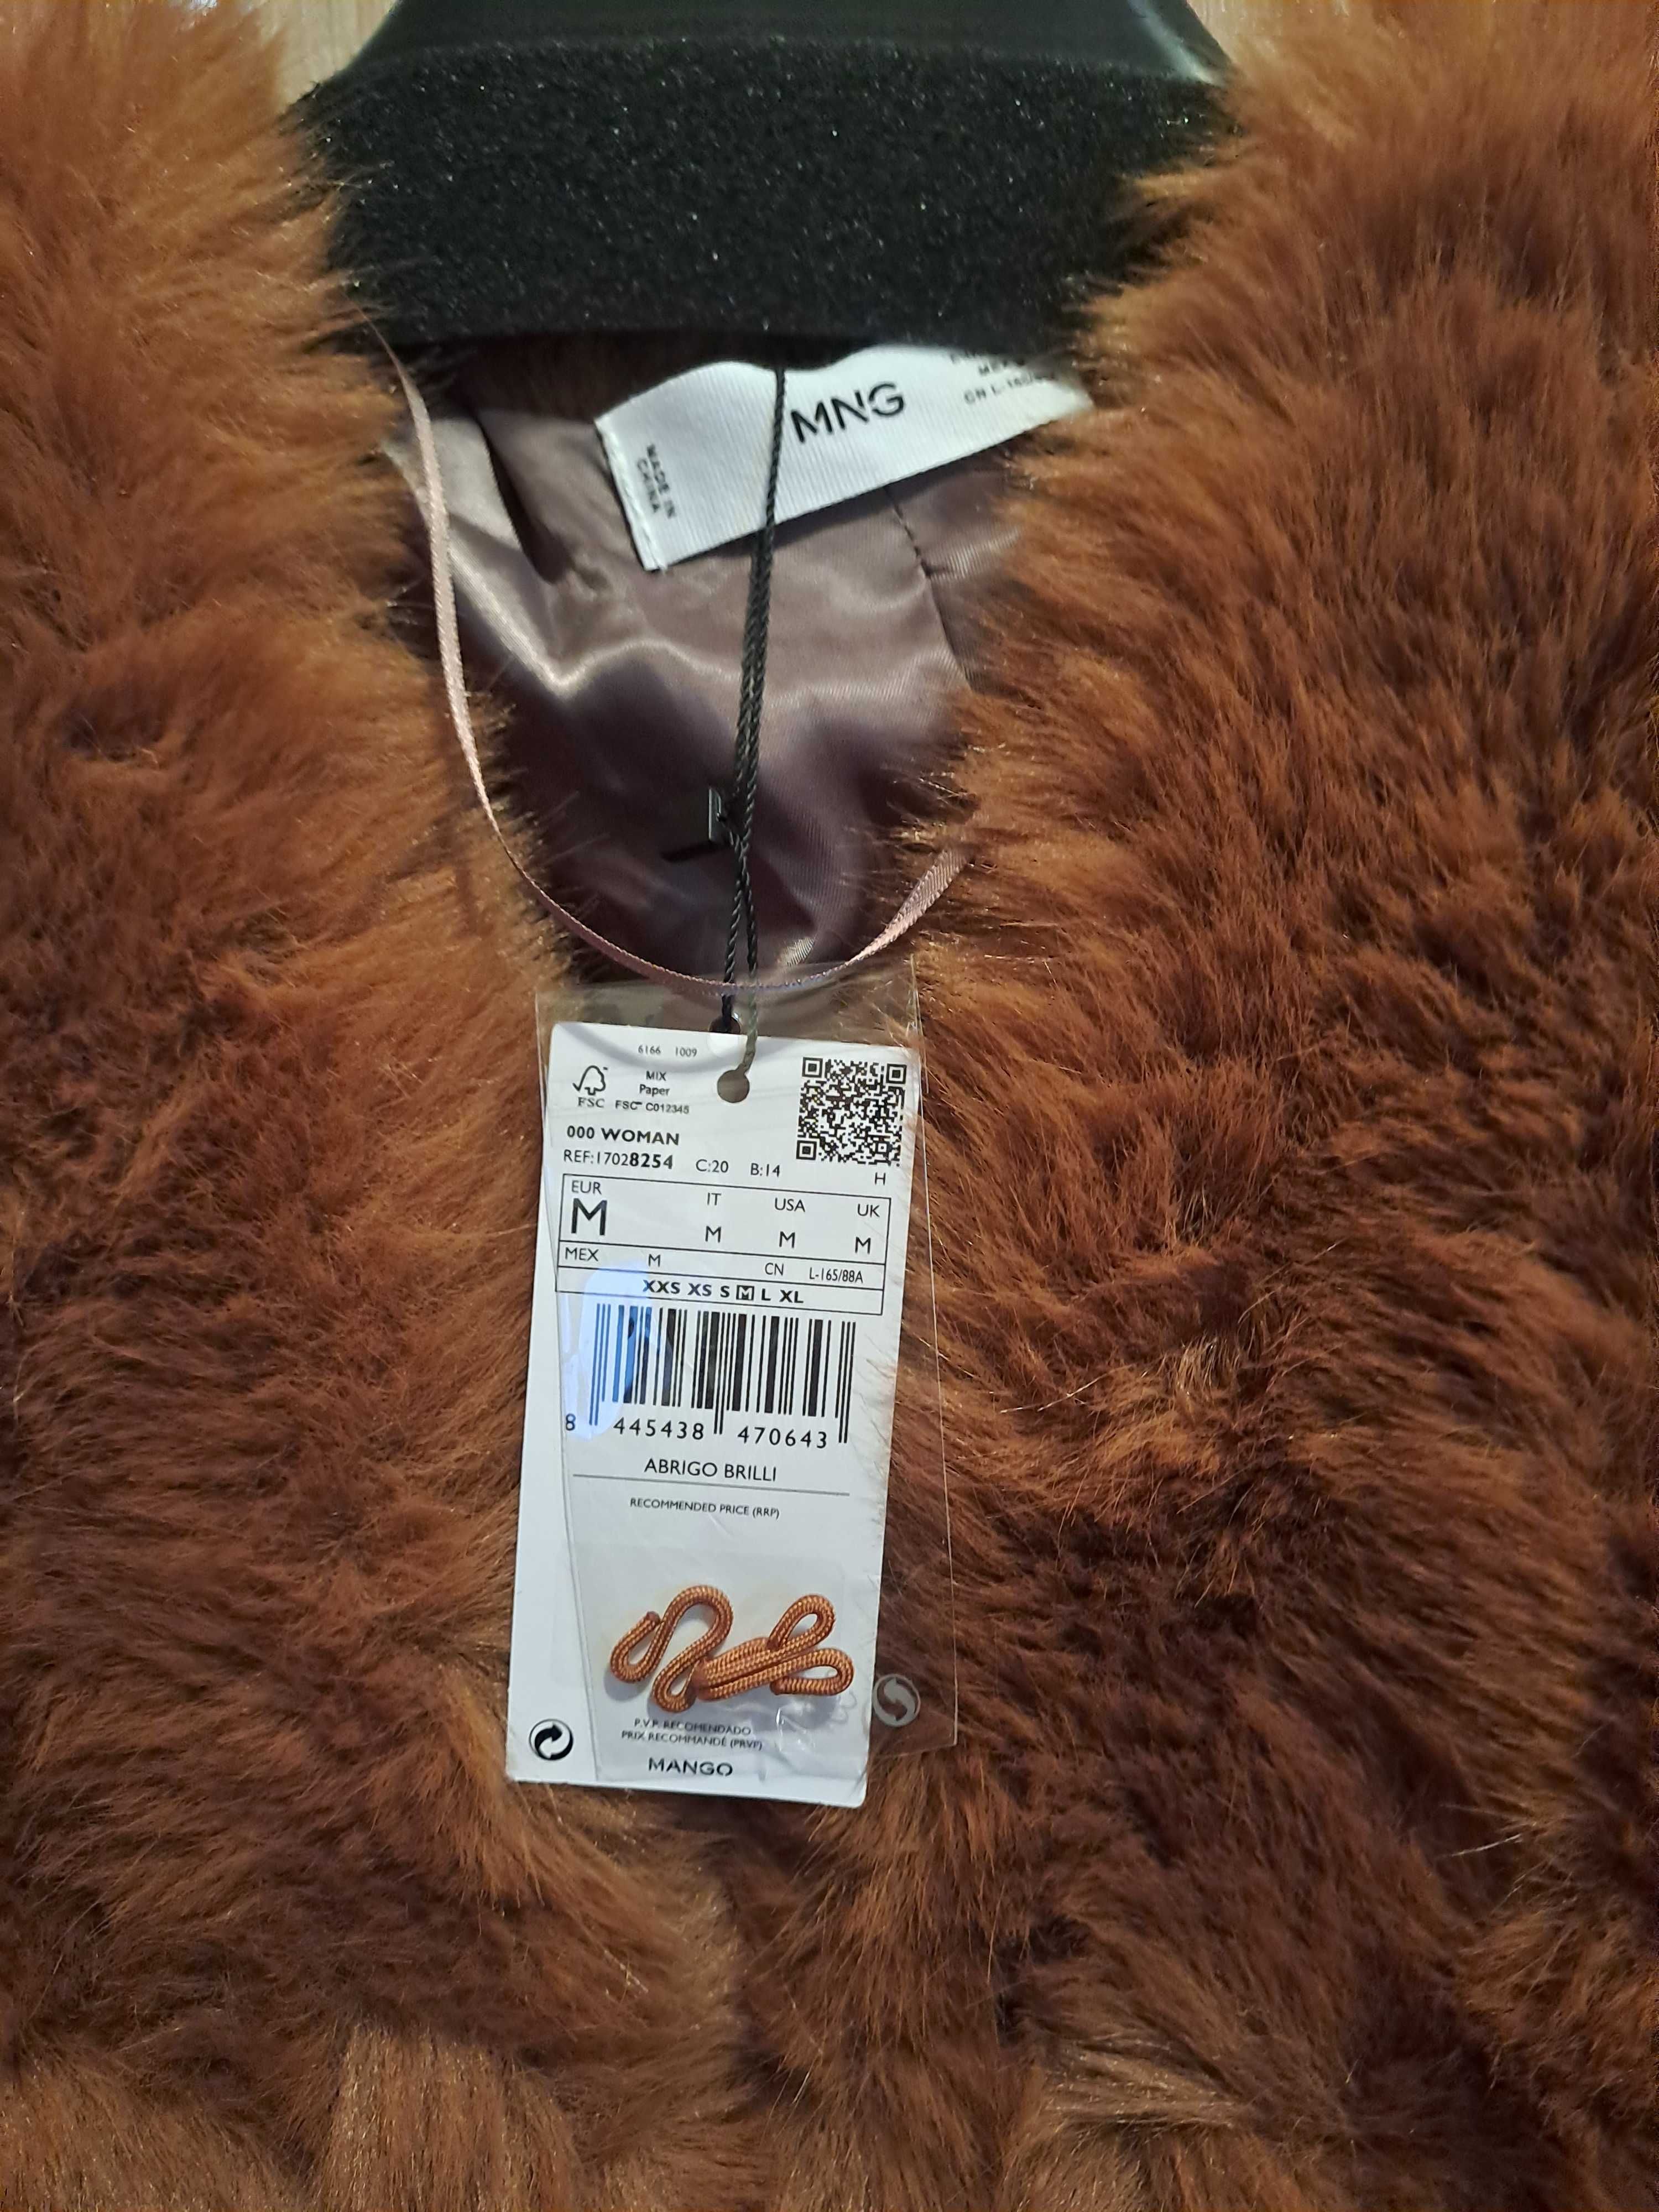 MNG
MADE IN
CHINA
6166 1009
MIX
Paper
FSC FSC™ C012345
000 WOMAN
REF:17028254 C:20 B:14 H
EUR IT USA UK
M M M M
MEX M CN L-165/88A
XXS XS S M L XL
8 445438 470643
ABRIGO BRILLI
RECOMMENDED PRICE (RRP)
P.V.P. RECOMENDADO
PRIX RECOMMANDÉ (PRVP)
MANGO